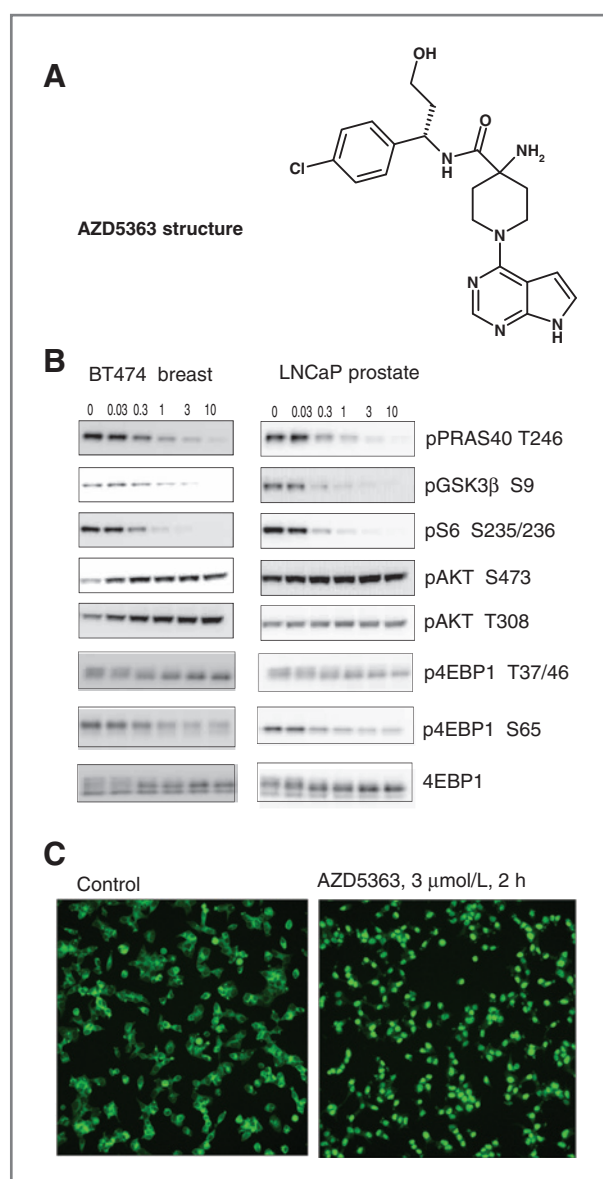 A
OH
O
Cl
N
H
NH₂
AZD5363 structure
N
N
N
N
H
B
BT474 breast
LNCaP prostate
0 0.03 0.3 1 3 10
0 0.03 0.3 1 3 10
pPRAS40 T246
pGSK3β S9
pS6 S235/236
pAKT S473
pAKT T308
p4EBP1 T37/46
p4EBP1 S65
4EBP1
C
Control
AZD5363, 3 μmol/L, 2 h